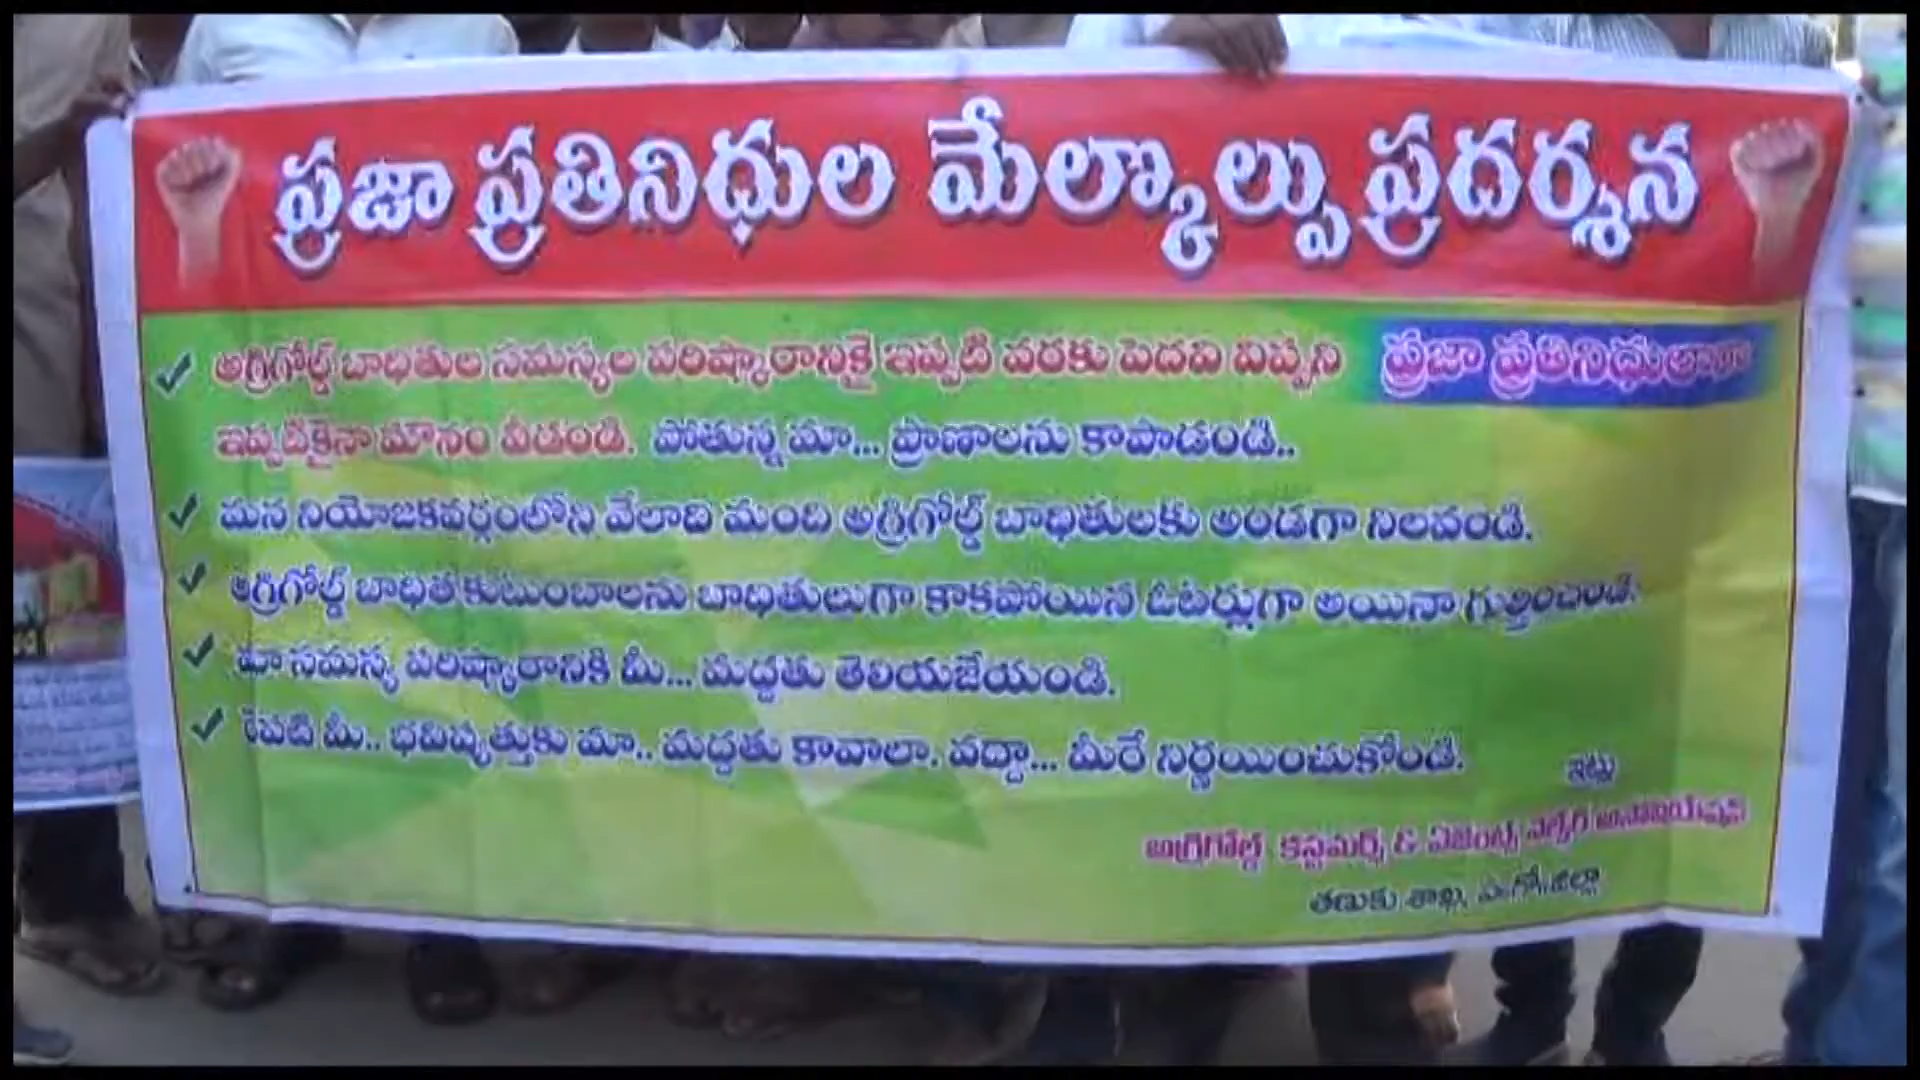 ప్రజా ప్రతినిధుల మేల్కొల్పు ప్రదర్శన
అగ్రిగోల్డ్ బాధితుల సమస్యల పరిష్కారానికై ఇప్పటి వరకు పెదవి విప్పని ప్రజా ప్రతినిధులారా
ఇప్పటికైనా మౌనం వీడండి. పోతున్న మా... ప్రాణాలను కాపాడండి..
మన నియోజకవర్గంలోని వేలాది మంది అగ్రిగోల్డ్ బాధితులకు అండగా నిలవండి.
అగ్రిగోల్డ్ బాధిత కుటుంబాలను బాధితులుగా కాకపోయిన ఓటర్లుగా అయినా గుర్తించండి.
మా సమస్య పరిష్కారానికి మీ... మద్దతు తెలియజేయండి.
రేపటి మీ.. భవిష్యత్తుకు మా.. మద్దతు కావాలా. వద్దా... మీరే నిర్ణయించుకోండి.
ఇట్లు
అగ్రిగోల్డ్ కస్టమర్స్ & ఏజెంట్స్ వెల్ఫేర్ అసోసియేషన్
తణుకు శాఖ, ప.గో.జిల్లా